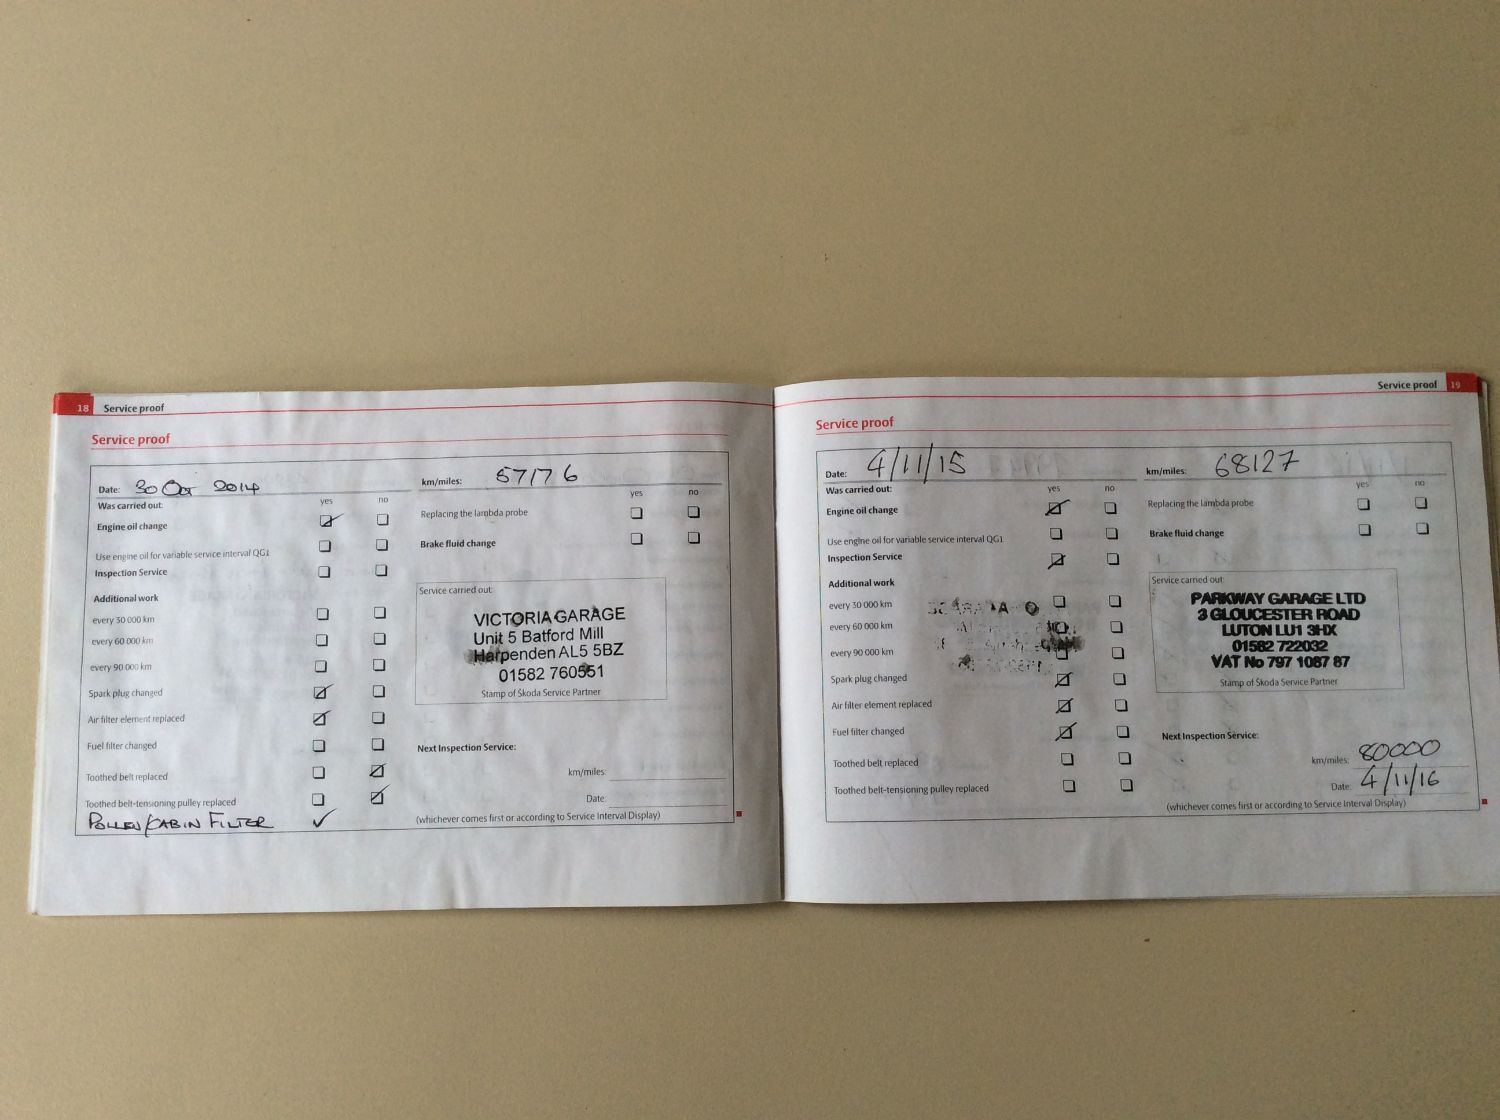 18 Service proof
Service proof
Date: 30 Oct 2014
km/miles: 57176
Was carried out:
yes no
yes no
Engine oil change
Replacing the lambda probe
Use engine oil for variable service interval QG1
Brake fluid change
Inspection Service
Additional work
Service carried out:
every 30 000 km
VICTORIA GARAGE
Unit 5 Batford Mill
every 60 000 km
Harpenden AL5 5BZ
every 90 000 km
01582 760551
Spark plug changed
Stamp of Škoda Service Partner
Air filter element replaced
Fuel filter changed
Next Inspection Service:
Toothed belt replaced
km/miles:
Toothed belt-tensioning pulley replaced
Date:
POLLEN/CABIN FILTER ✓
(whichever comes first or according to Service Interval Display)
Service proof 19
Service proof
Date: 4/11/15
km/miles: 68127
Was carried out:
yes no
yes no
Engine oil change
Replacing the lambda probe
Use engine oil for variable service interval QG1
Brake fluid change
Inspection Service
Additional work
Service carried out:
every 30 000 km
PARKWAY GARAGE LTD
3 GLOUCESTER ROAD
every 60 000 km
LUTON LU1 3HX
01582 722032
every 90 000 km
VAT No 797 1087 87
Spark plug changed
Stamp of Škoda Service Partner
Air filter element replaced
Fuel filter changed
Next Inspection Service:
Toothed belt replaced
km/miles: 80000
Toothed belt-tensioning pulley replaced
Date: 4/11/16
(whichever comes first or according to Service Interval Display)